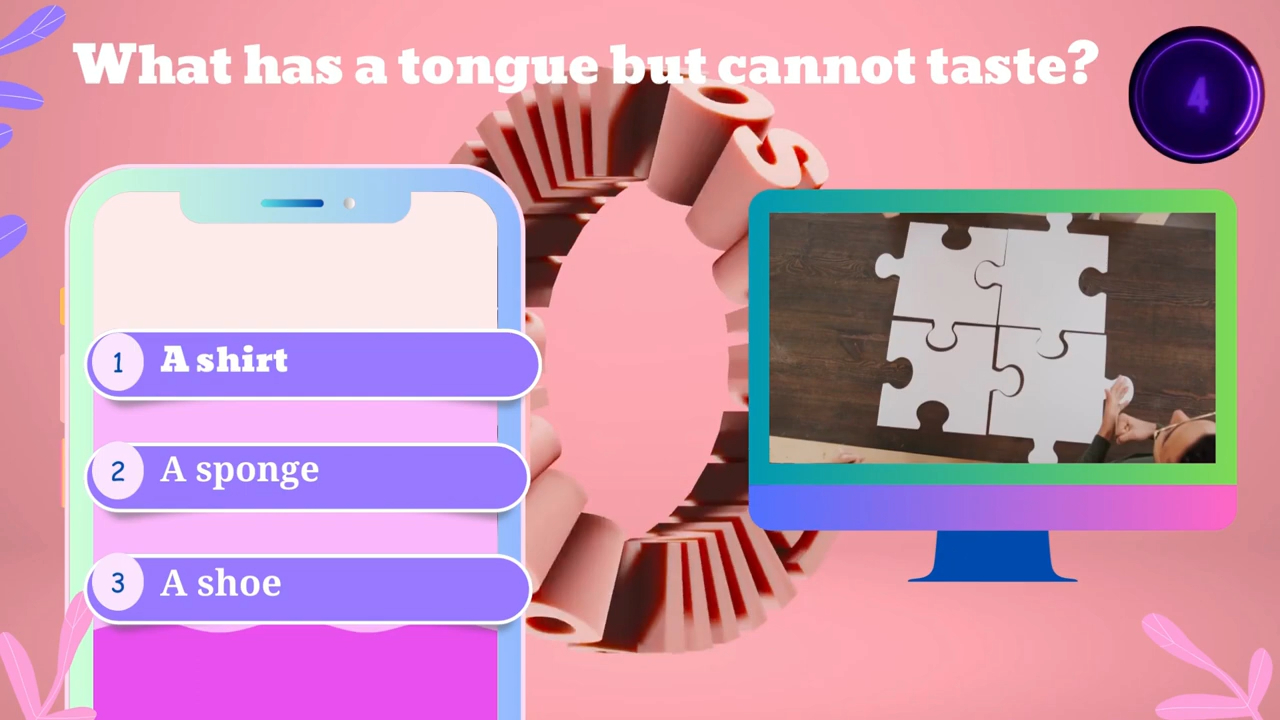 What has a tongue but cannot taste?
4
1 A shirt
2 A sponge
3 A shoe